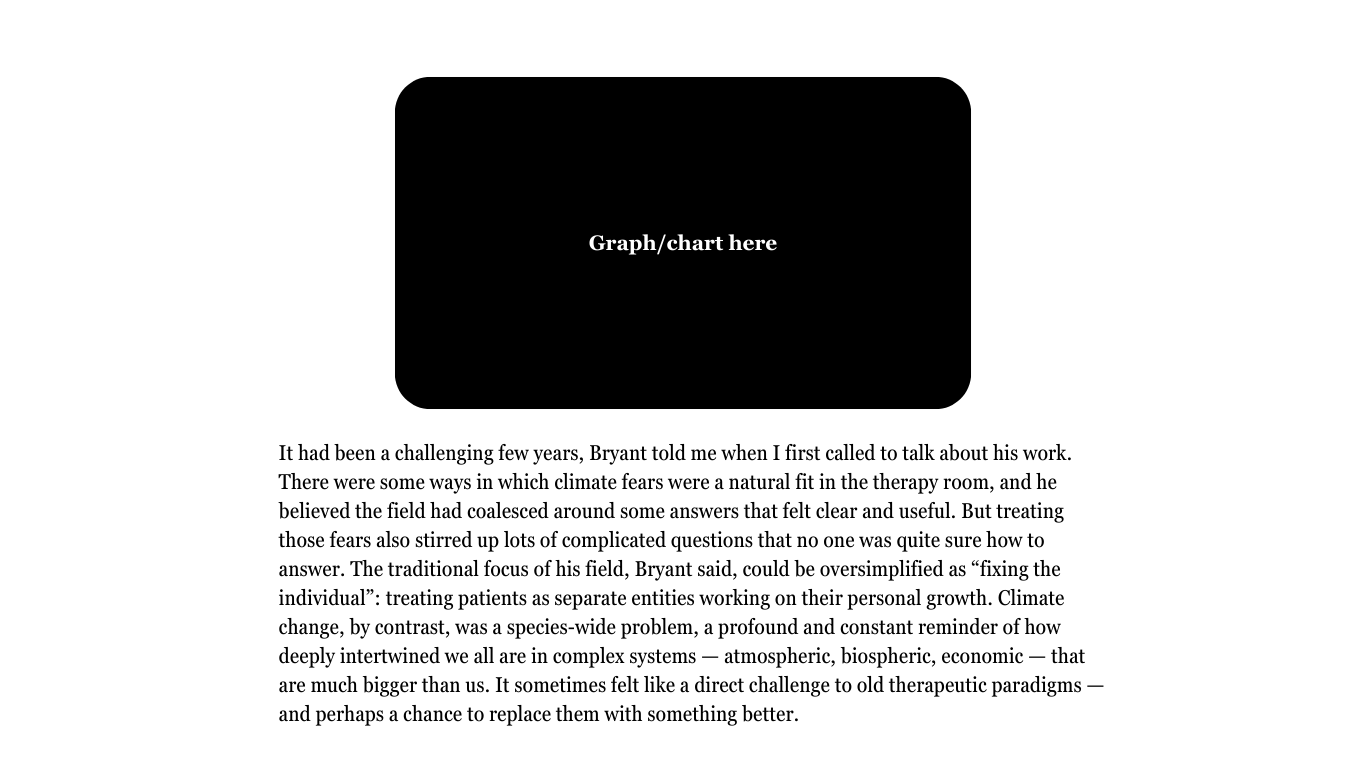 Graph/chart here
It had been a challenging few years, Bryant told me when I first called to talk about his work.
There were some ways in which climate fears were a natural fit in the therapy room, and he
believed the field had coalesced around some answers that felt clear and useful. But treating
those fears also stirred up lots of complicated questions that no one was quite sure how to
answer. The traditional focus of his field, Bryant said, could be oversimplified as “fixing the
individual”: treating patients as separate entities working on their personal growth. Climate
change, by contrast, was a species-wide problem, a profound and constant reminder of how
deeply intertwined we all are in complex systems — atmospheric, biospheric, economic — that
are much bigger than us. It sometimes felt like a direct challenge to old therapeutic paradigms —
and perhaps a chance to replace them with something better.